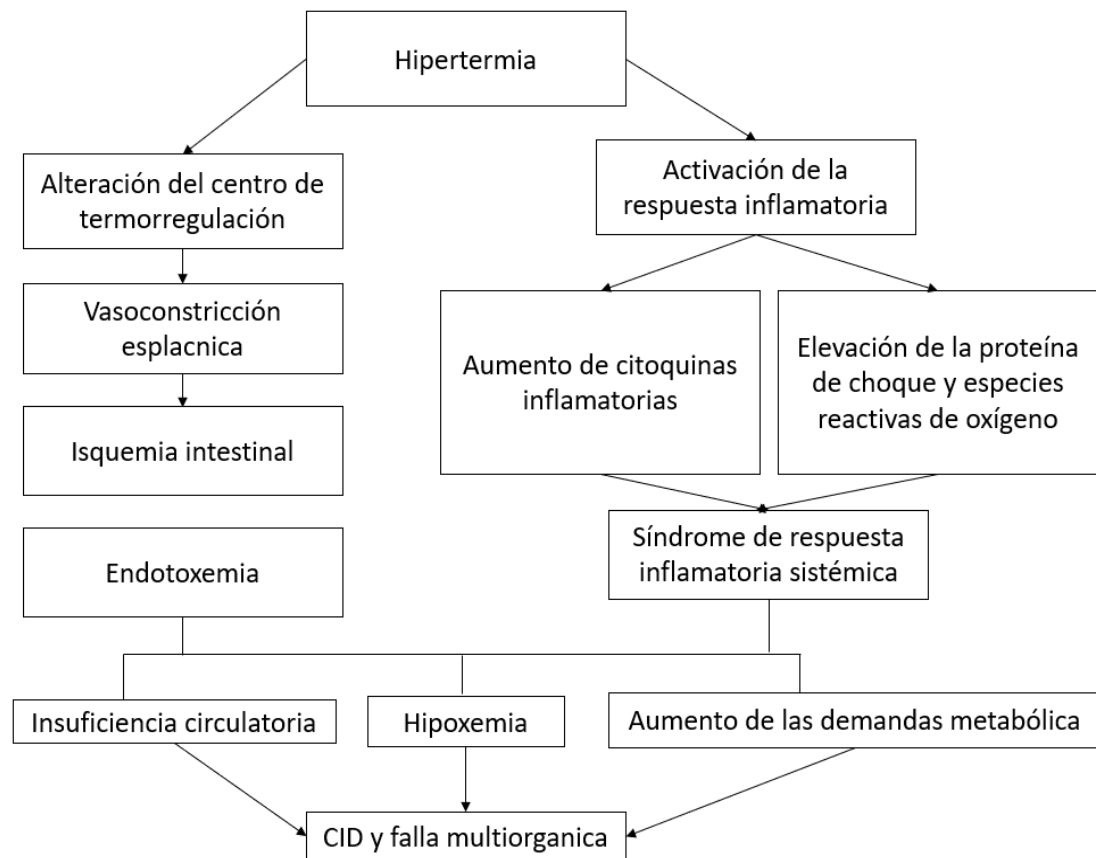 Hipertermia
Alteración del centro de
termorregulación
Activación de la
respuesta inflamatoria
Vasoconstricción
esplacnica
Aumento de citoquinas
inflamatorias
Elevación de la proteína
de choque y especies
reactivas de oxígeno
Isquemia intestinal
Endotoxemia
Síndrome de respuesta
inflamatoria sistémica
Insuficiencia circulatoria
Hipoxemia
Aumento de las demandas metabólica
CID y falla multiorganica